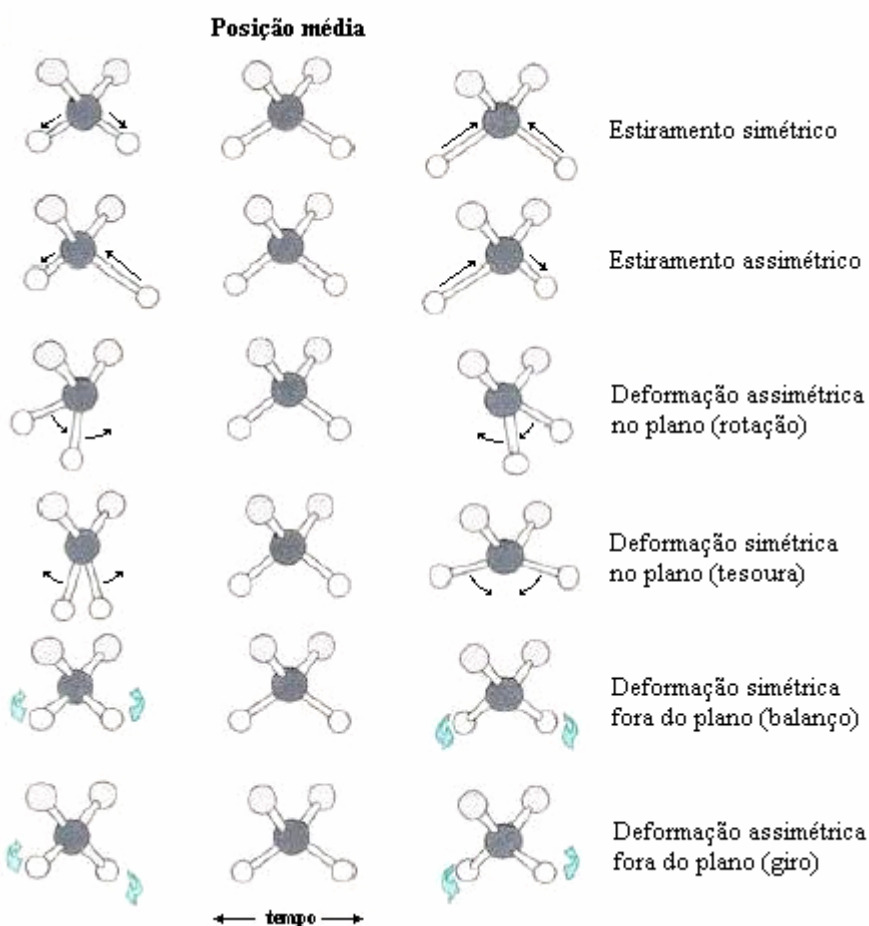 Posição média
Estiramento simétrico
Estiramento assimétrico
Deformação assimétrica
no plano (rotação)
Deformação simétrica
no plano (tesoura)
Deformação simétrica
fora do plano (balanço)
Deformação assimétrica
fora do plano (giro)
tempo